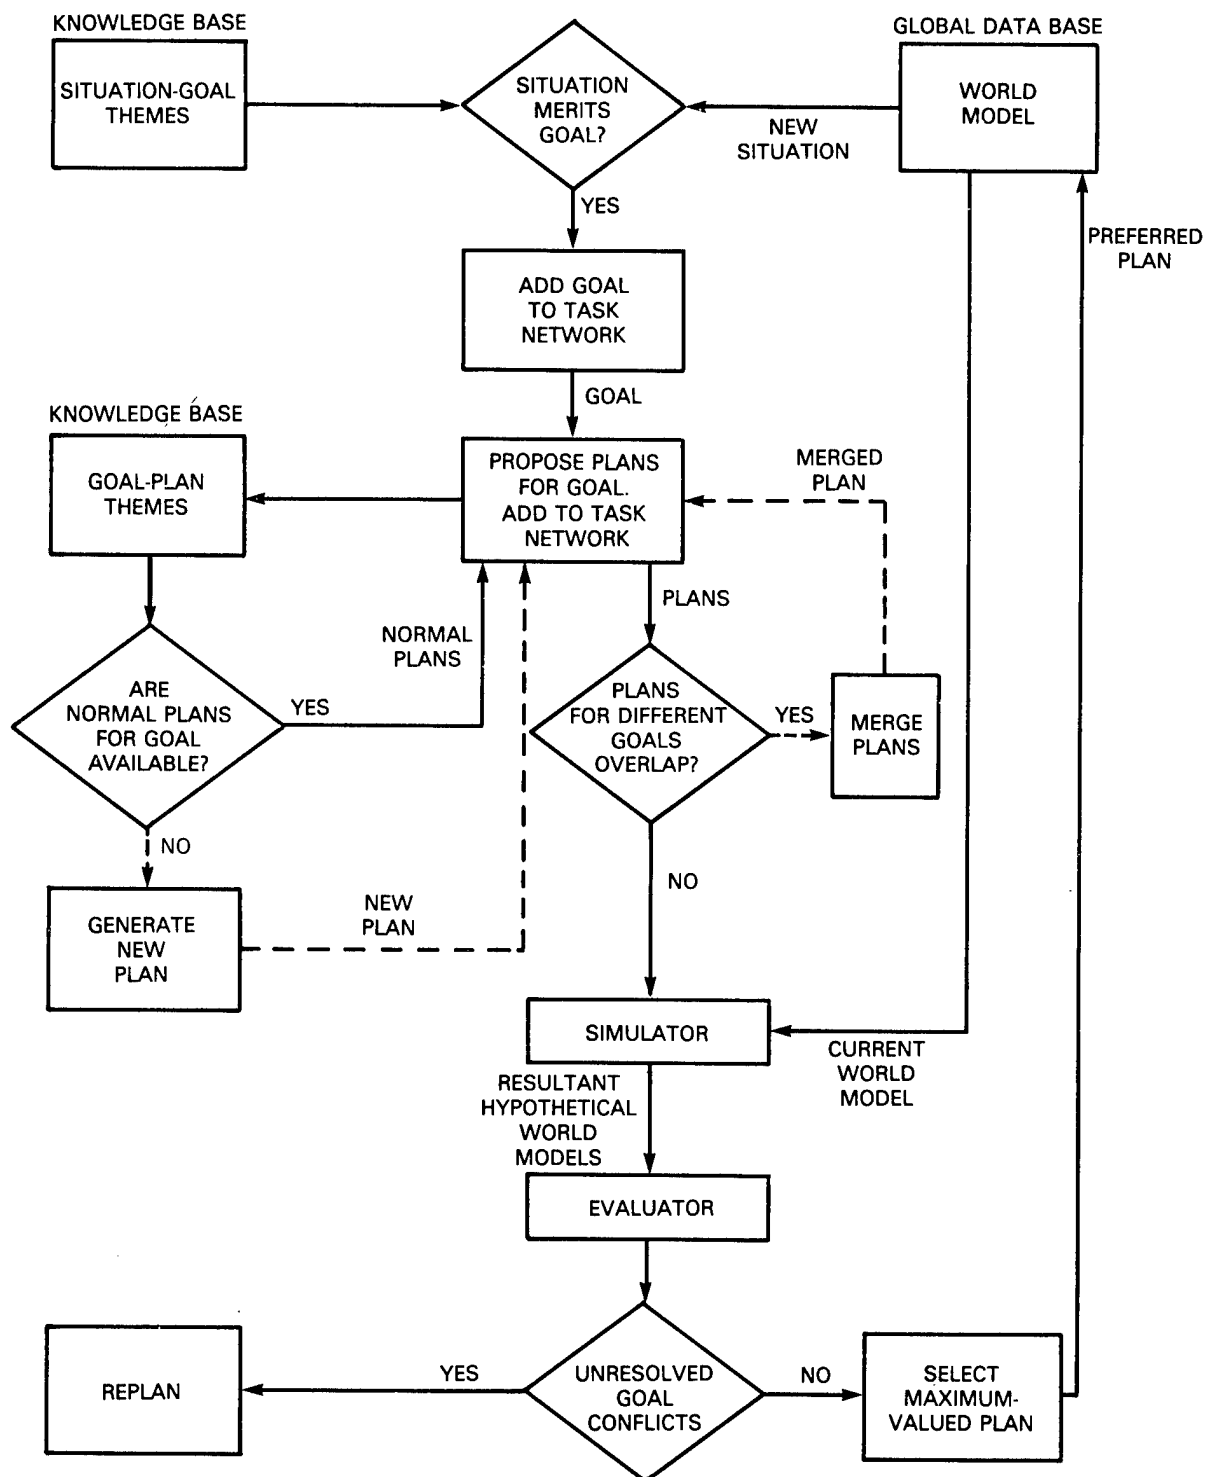 KNOWLEDGE BASE
SITUATION-GOAL
THEMES
SITUATION
MERITS
GOAL?
GLOBAL DATA BASE
WORLD
MODEL
NEW
SITUATION
YES
PREFERRED
PLAN
ADD GOAL
TO TASK
NETWORK
GOAL
KNOWLEDGE BASE
GOAL-PLAN
THEMES
PROPOSE PLANS
FOR GOAL.
ADD TO TASK
NETWORK
MERGED
PLAN
NORMAL
PLANS
PLANS
ARE
NORMAL PLANS
FOR GOAL
AVAILABLE?
YES
PLANS
FOR DIFFERENT
GOALS
OVERLAP?
YES
MERGE
PLANS
NO
NO
GENERATE
NEW
PLAN
NEW
PLAN
SIMULATOR
CURRENT
WORLD
MODEL
RESULTANT
HYPOTHETICAL
WORLD
MODELS
EVALUATOR
REPLAN
YES
UNRESOLVED
GOAL
CONFLICTS
NO
SELECT
MAXIMUM-
VALUED PLAN